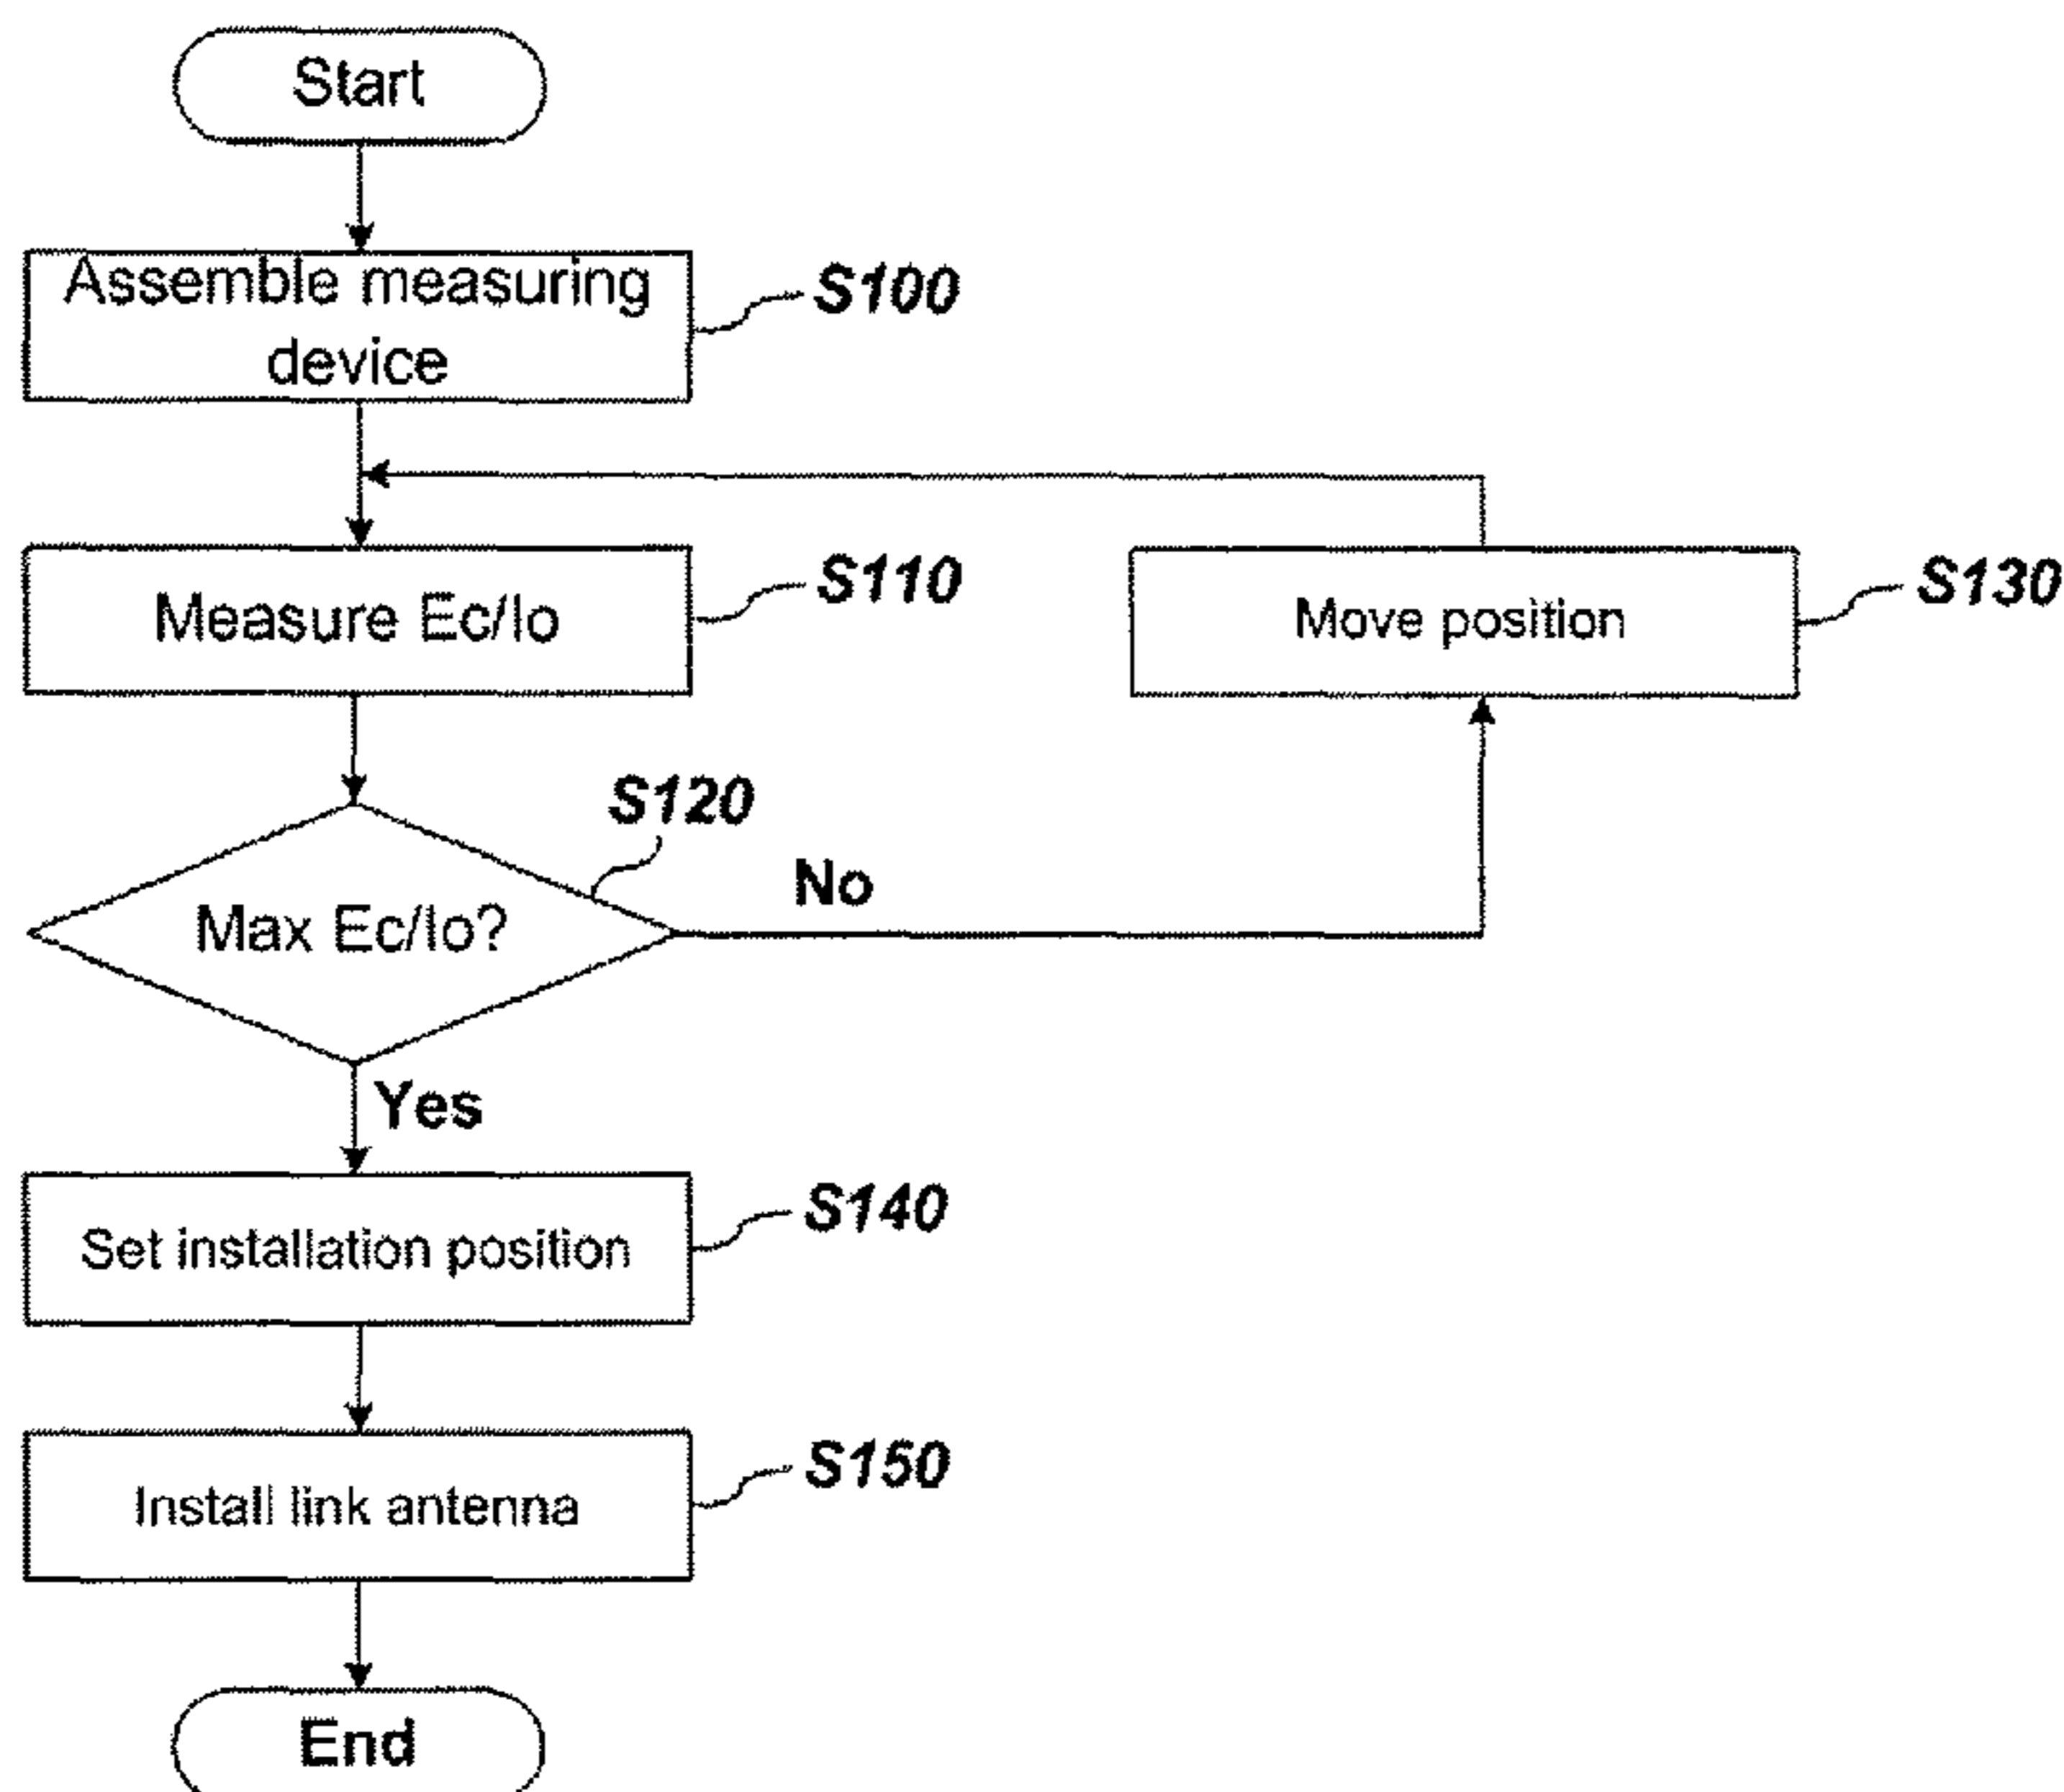 Start
Assemble measuring
device
S100
Measure Ec/Io
S110
Move position
S130
S120
Max Ec/Io?
No
Yes
Set installation position
S140
Install link antenna
S150
End